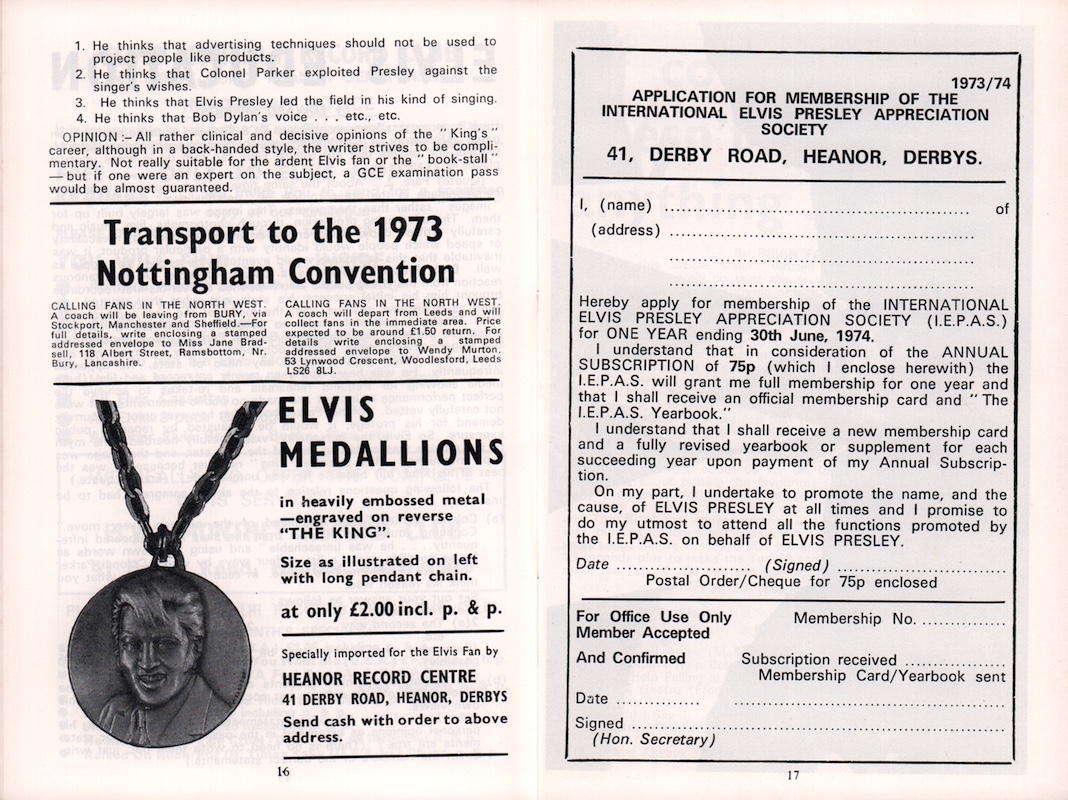 1. He thinks that advertising techniques should not be used to
project people like products.
2. He thinks that Colonel Parker exploited Presley against the
singer's wishes.
3. He thinks that Elvis Presley led the field in his kind of singing.
4. He thinks that Bob Dylan's voice . . . etc., etc.
OPINION :— All rather clinical and decisive opinions of the "King's"
career, although in a back-handed style, the writer strives to be compli-
mentary. Not really suitable for the ardent Elvis fan or the "book-stall"
— but if one were an expert on the subject, a GCE examination pass
would be almost guaranteed.
Transport to the 1973
Nottingham Convention
CALLING FANS IN THE NORTH WEST.
A coach will be leaving from BURY, via
Stockport, Manchester and Sheffield.—For
full details, write enclosing a stamped
addressed envelope to Miss Jane Brad-
sell, 118 Albert Street, Ramsbottom, Nr.
Bury, Lancashire.
CALLING FANS IN THE NORTH WEST.
A coach will depart from Leeds and will
collect fans in the immediate area. Price
expected to be around £1.50 return. For
details write enclosing a stamped
addressed envelope to Wendy Murton,
53 Lynwood Crescent, Woodlesford, Leeds
LS26 8LJ.
ELVIS
MEDALLIONS
in heavily embossed metal
—engraved on reverse
"THE KING".
Size as illustrated on left
with long pendant chain.
at only £2.00 incl. p. & p.
Specially imported for the Elvis Fan by
HEANOR RECORD CENTRE
41 DERBY ROAD, HEANOR, DERBYS
Send cash with order to above
address.
16
1973/74
APPLICATION FOR MEMBERSHIP OF THE
INTERNATIONAL ELVIS PRESLEY APPRECIATION
SOCIETY
41, DERBY ROAD, HEANOR, DERBYS.
I, (name) ........................................ of
(address) ........................................
........................................
........................................
Hereby apply for membership of the INTERNATIONAL
ELVIS PRESLEY APPRECIATION SOCIETY (I.E.P.A.S.)
for ONE YEAR ending 30th June, 1974.
I understand that in consideration of the ANNUAL
SUBSCRIPTION of 75p (which I enclose herewith) the
I.E.P.A.S. will grant me full membership for one year and
that I shall receive an official membership card and "The
I.E.P.A.S. Yearbook."
I understand that I shall receive a new membership card
and a fully revised yearbook or supplement for each
succeeding year upon payment of my Annual Subscrip-
tion.
On my part, I undertake to promote the name, and the
cause, of ELVIS PRESLEY at all times and I promise to
do my utmost to attend all the functions promoted by
the I.E.P.A.S. on behalf of ELVIS PRESLEY.
Date .................... (Signed) ....................
Postal Order/Cheque for 75p enclosed
For Office Use Only Membership No. ............
Member Accepted
And Confirmed Subscription received ..............
Membership Card/Yearbook sent
Date ................ ........................................
Signed ........................................
(Hon. Secretary)
17